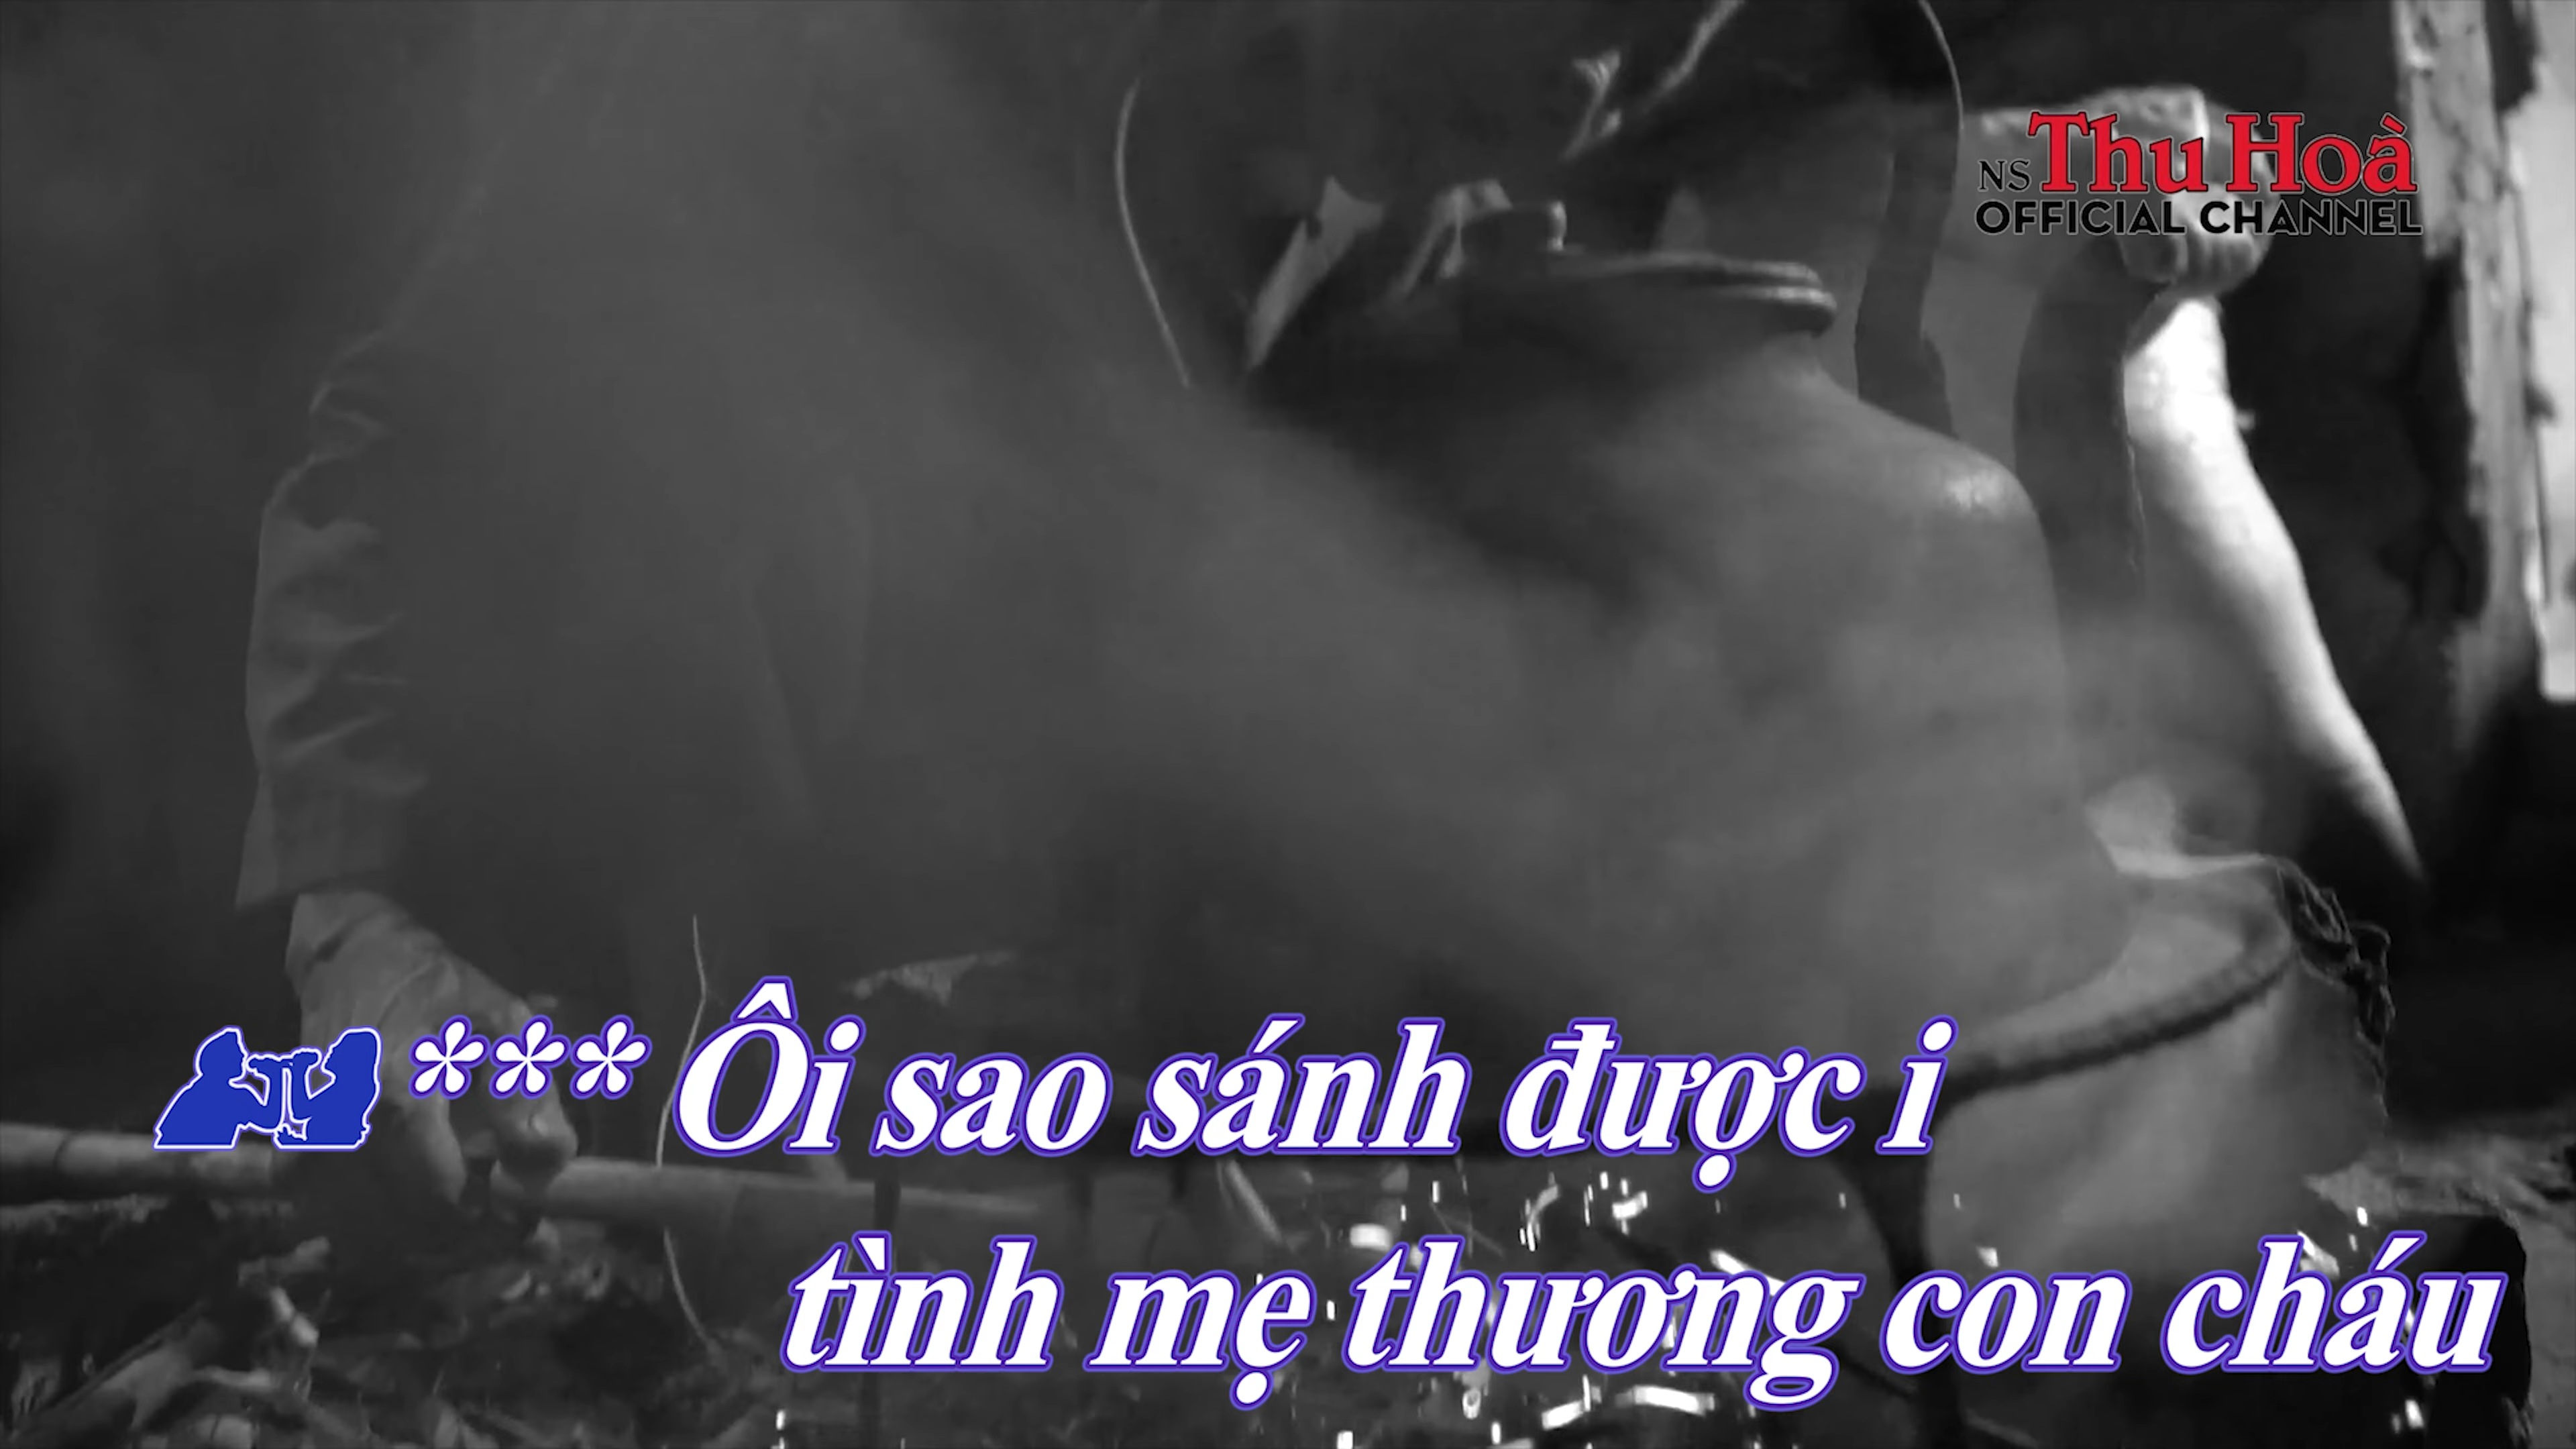 NS Thu Hoà
OFFICIAL CHANNEL
*** Ôi sao sánh được i
tình mẹ thương con cháu